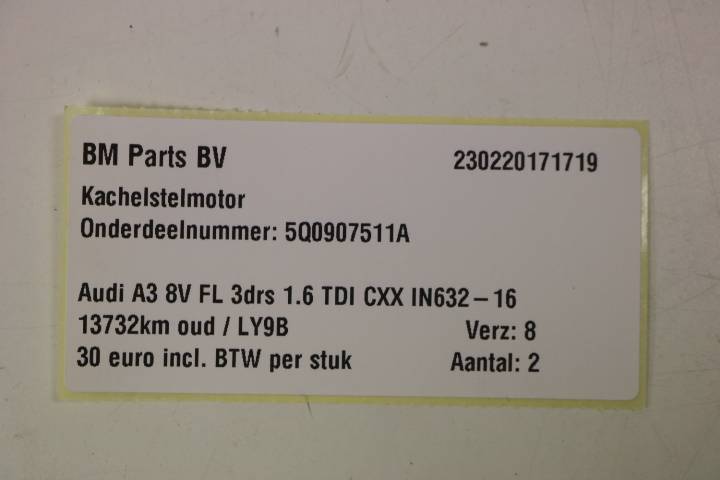 BM Parts BV 230220171719
Kachelstelmotor
Onderdeelnummer: 5Q0907511A
Audi A3 8V FL 3drs 1.6 TDI CXX IN632-16
13732km oud / LY9B Verz: 8
30 euro incl. BTW per stuk Aantal: 2